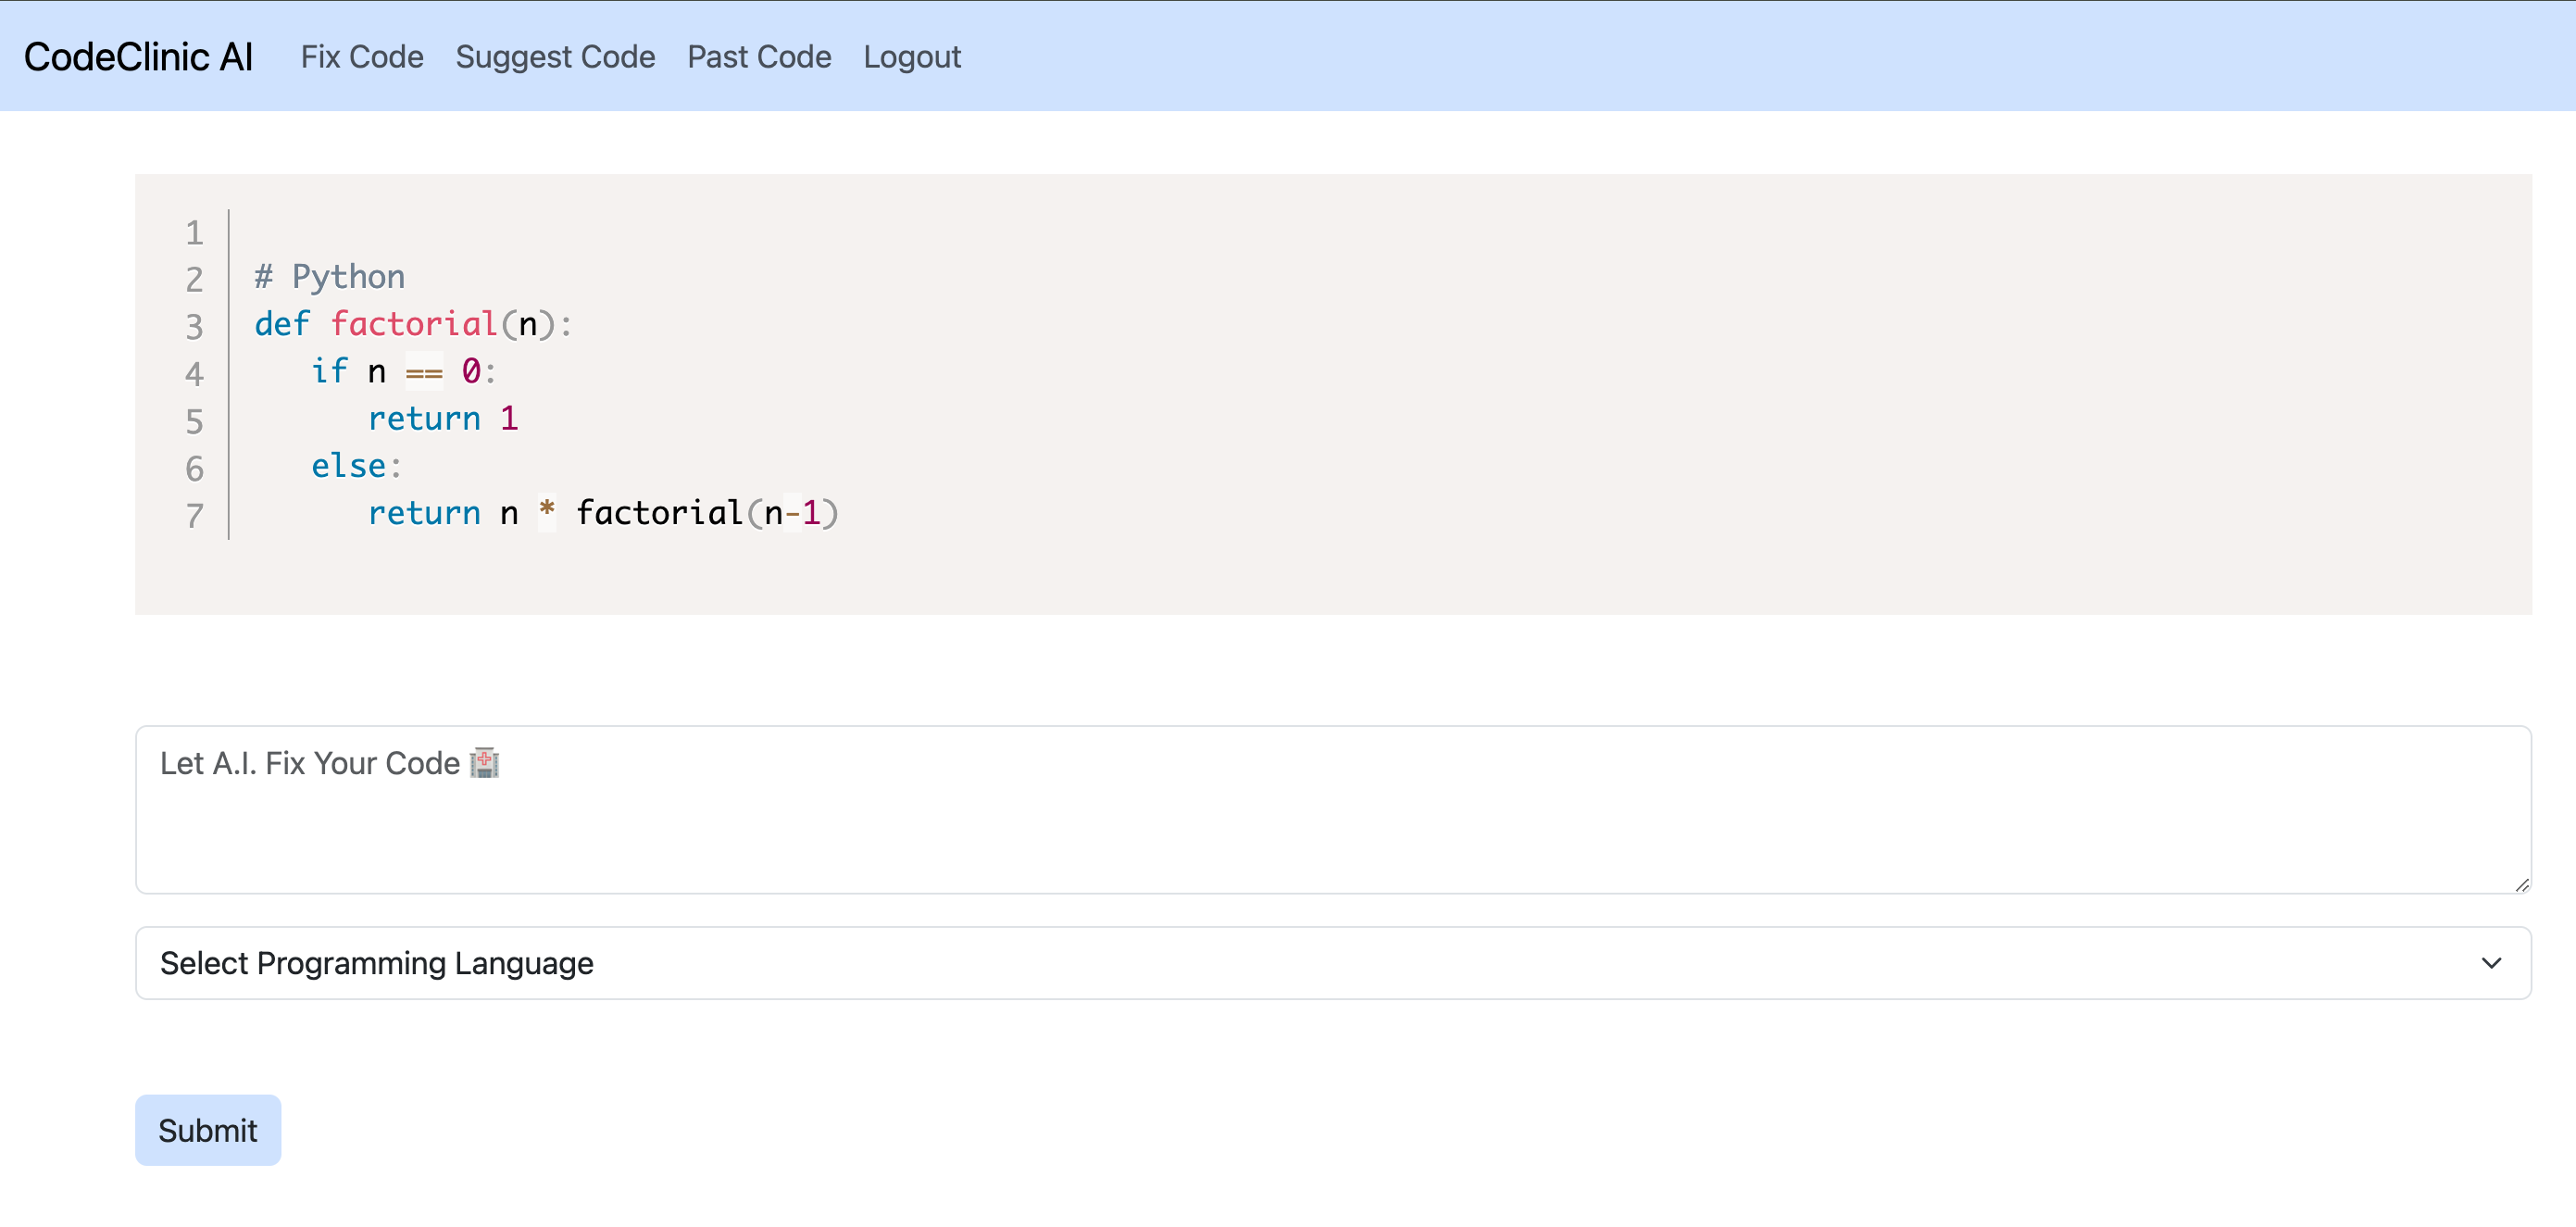 CodeClinic AI Fix Code Suggest Code Past Code Logout
1
2 # Python
3 def factorial(n):
4    if n == 0:
5       return 1
6    else:
7       return n * factorial(n-1)
Let A.I. Fix Your Code 🏥
Select Programming Language
Submit